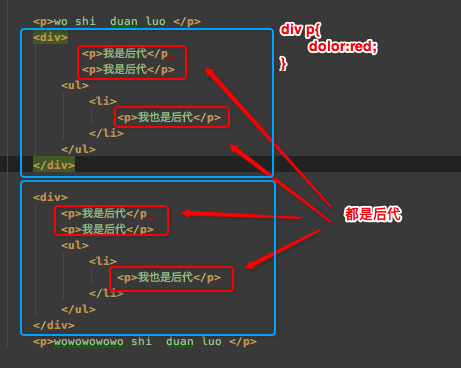 <p>wo shi  duan luo </p>
<div>
div p{
dolor:red;
}
<p>我是后代</p
<p>我是后代</p>
<ul>
<li>
<p>我也是后代</p>
</li>
</ul>
</div>
<div>
<p>我是后代</p
<p>我是后代</p>
都是后代
<ul>
<li>
<p>我也是后代</p>
</li>
</ul>
</div>
<p>wowowowowo shi  duan luo </p>